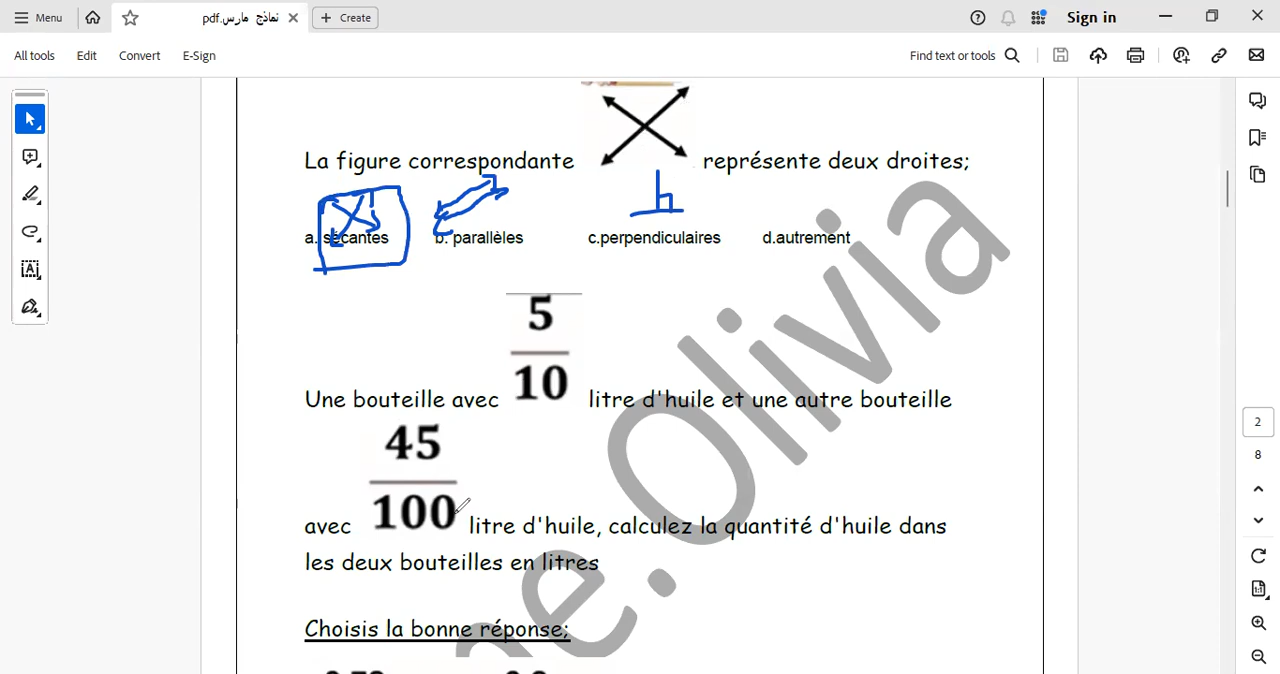 Menu
نماذج مارس.pdf
Create
Sign in
All tools
Edit
Convert
E-Sign
Find text or tools
La figure correspondante représente deux droites;
a. sécantes
b. parallèles
c.perpendiculaires
d.autrement
5
10
Une bouteille avec litre d'huile et une autre bouteille
45
100
avec litre d'huile, calculez la quantité d'huile dans
les deux bouteilles en litres
Choisis la bonne réponse;
2
8
me.Olivia